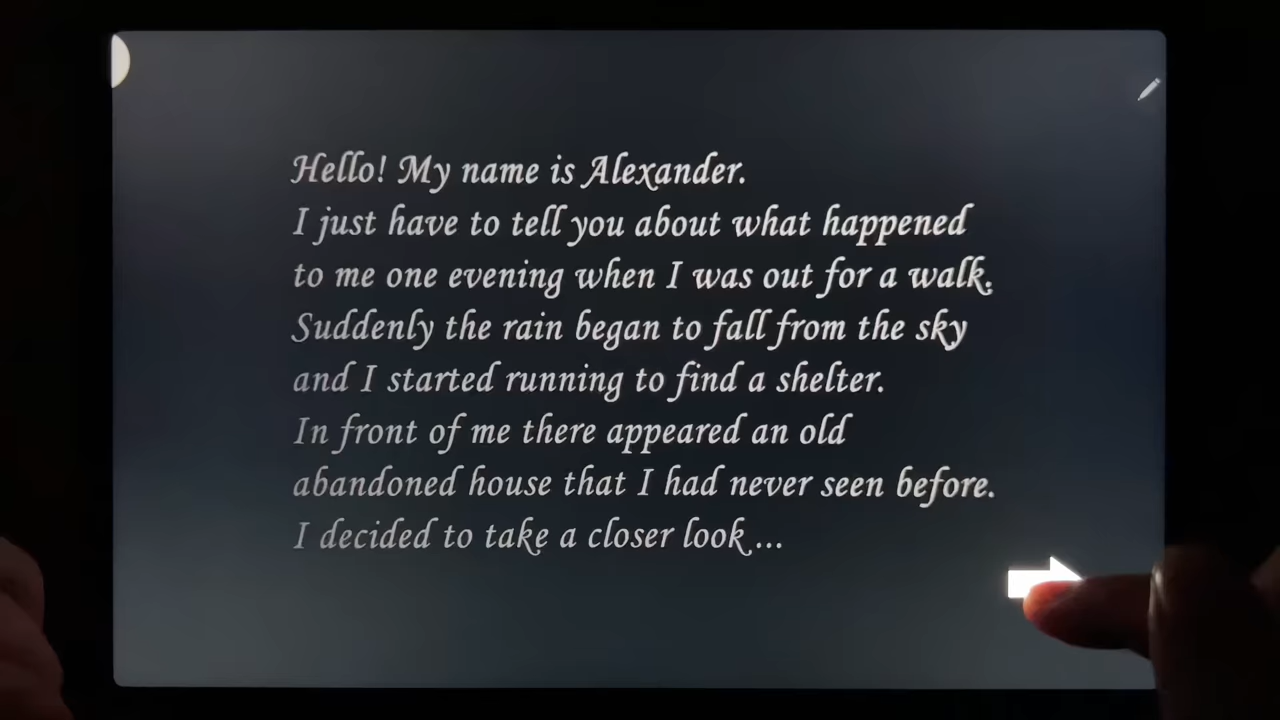 Hello! My name is Alexander.
I just have to tell you about what happened
to me one evening when I was out for a walk.
Suddenly the rain began to fall from the sky
and I started running to find a shelter.
In front of me there appeared an old
abandoned house that I had never seen before.
I decided to take a closer look...